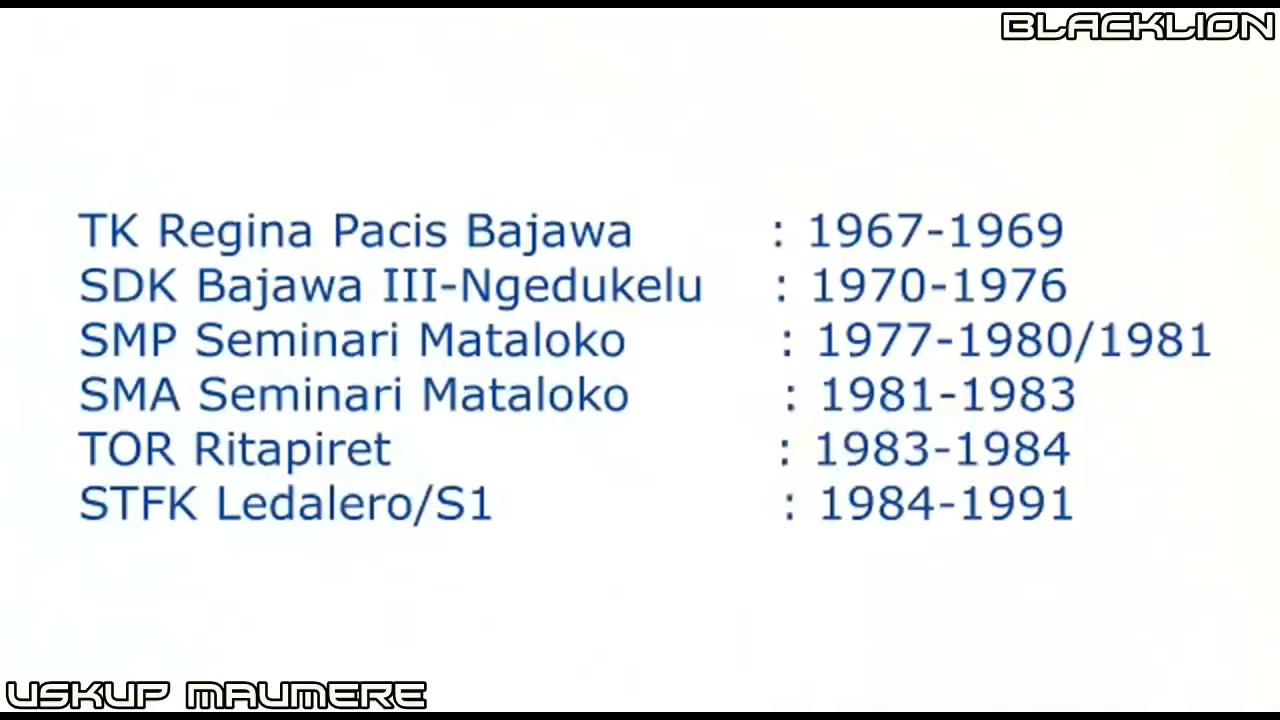 BLACKLION
TK Regina Pacis Bajawa : 1967-1969
SDK Bajawa III-Ngedukelu : 1970-1976
SMP Seminari Mataloko : 1977-1980/1981
SMA Seminari Mataloko : 1981-1983
TOR Ritapiret : 1983-1984
STFK Ledalero/S1 : 1984-1991
USKUP MAUMERE